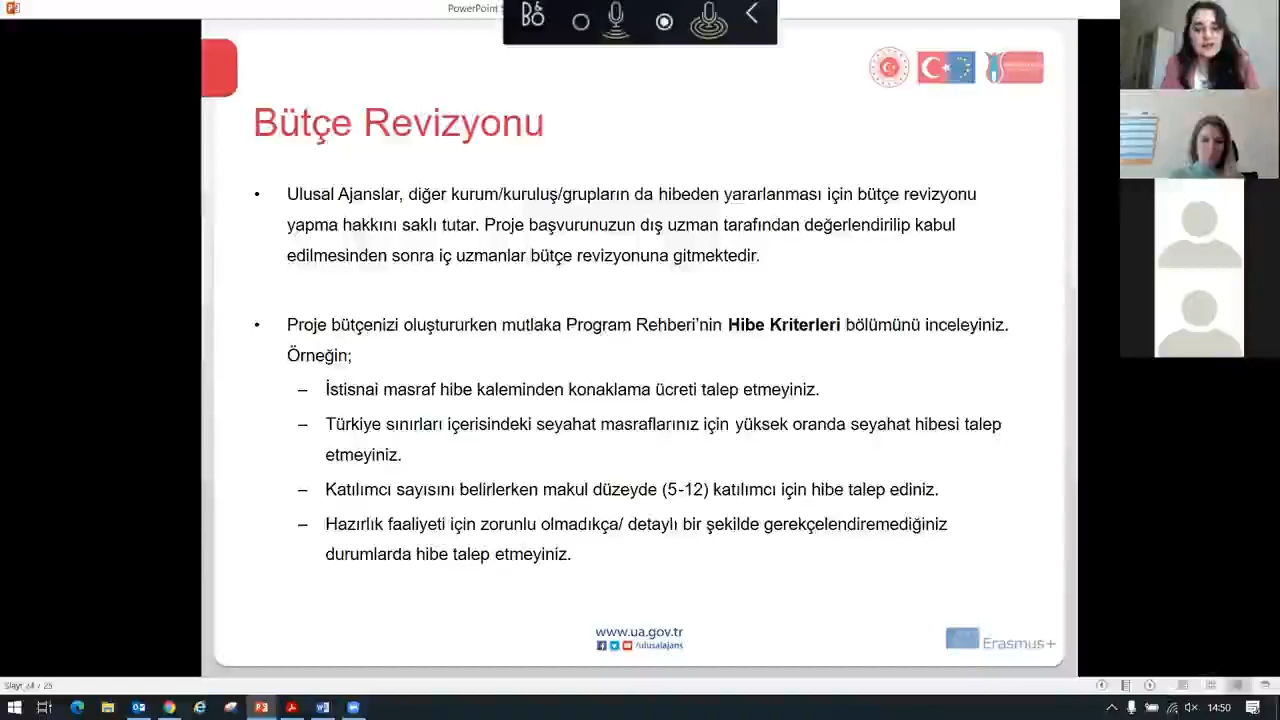 PowerPoint
B&O
Bütçe Revizyonu
• Ulusal Ajanslar, diğer kurum/kuruluş/grupların da hibeden yararlanması için bütçe revizyonu
yapma hakkını saklı tutar. Proje başvurunuzun dış uzman tarafından değerlendirilip kabul
edilmesinden sonra iç uzmanlar bütçe revizyonuna gitmektedir.
• Proje bütçenizi oluştururken mutlaka Program Rehberi’nin Hibe Kriterleri bölümünü inceleyiniz.
Örneğin;
– İstisnai masraf hibe kaleminden konaklama ücreti talep etmeyiniz.
– Türkiye sınırları içerisindeki seyahat masraflarınız için yüksek oranda seyahat hibesi talep
etmeyiniz.
– Katılımcı sayısını belirlerken makul düzeyde (5-12) katılımcı için hibe talep ediniz.
– Hazırlık faaliyeti için zorunlu olmadıkça/ detaylı bir şekilde gerekçelendiremediğiniz
durumlarda hibe talep etmeyiniz.
www.ua.gov.tr
/ulusalajans
Erasmus+
14:50